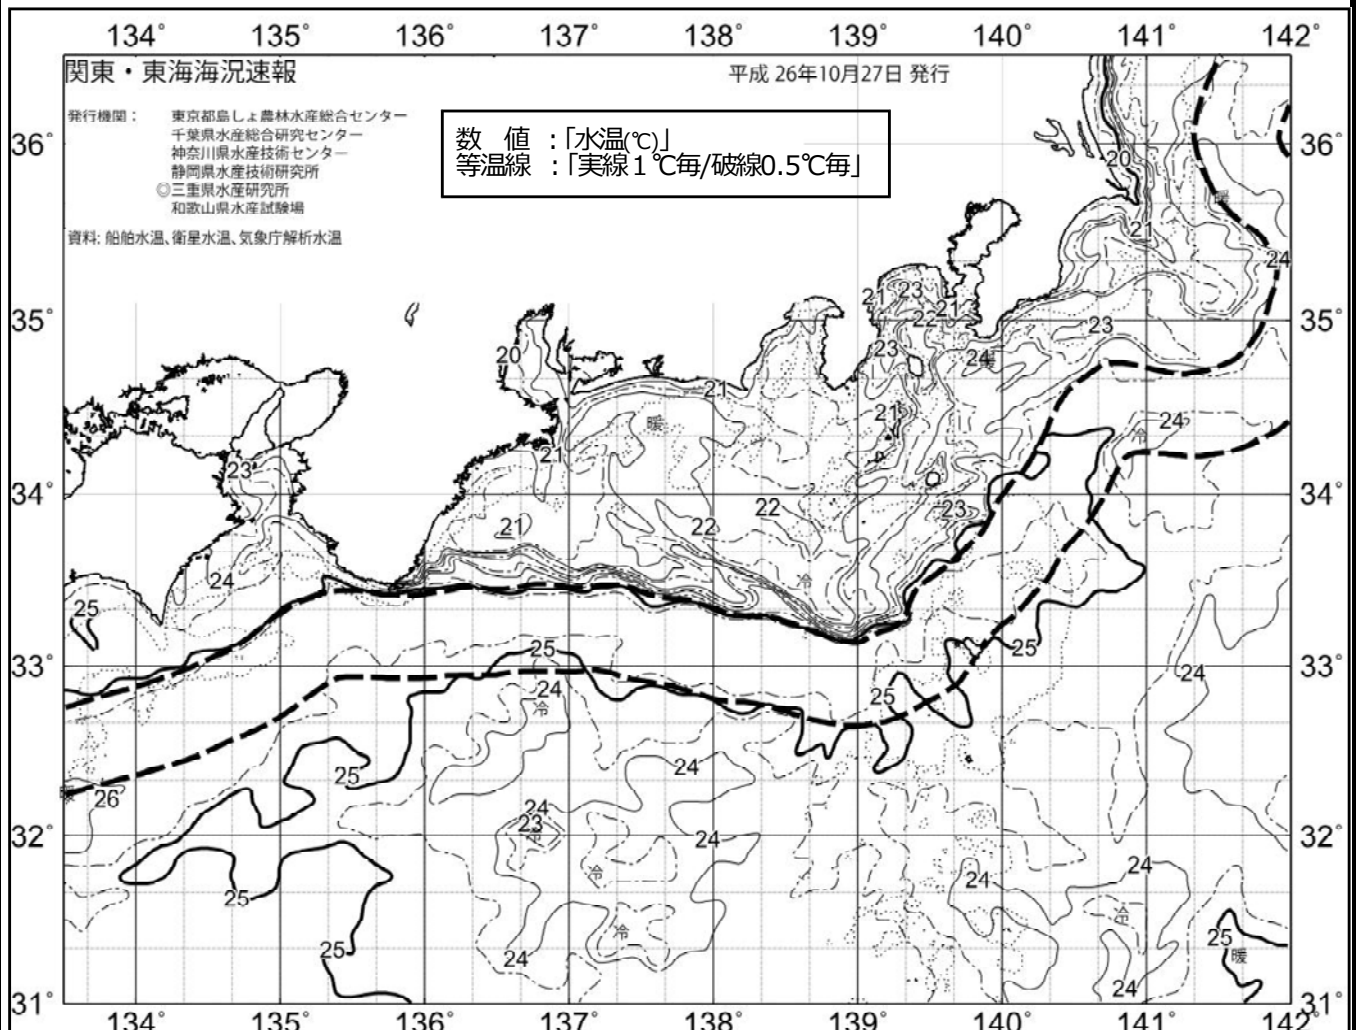 134° 135° 136° 137° 138° 139° 140° 141° 142°
関東・東海海況速報
平成 26年10月27日 発行
発行機関： 東京都島しょ農林水産総合センター
千葉県水産総合研究センター
神奈川県水産技術センター
静岡県水産技術研究所
◎三重県水産研究所
和歌山県水産試験場
資料: 船舶水温、衛星水温、気象庁解析水温
数　値　：「水温(℃)」
等温線　：「実線１℃毎/破線0.5℃毎」
36° 20 36°
暖
21
24
21 23 21
35° 22 23 35°
20 23 24
21 暖 21 24
冷
23 21
34° 34°
21 22 22 23
24 冷
25
25 25
33° 24 25 24 33°
冷
25 24
暖 26
24
32° 23 24 32°
冷
24 24
25 冷
冷 冷
25 25
24 暖
24
31° 31°
134° 135° 136° 137° 138° 139° 140° 141° 142°